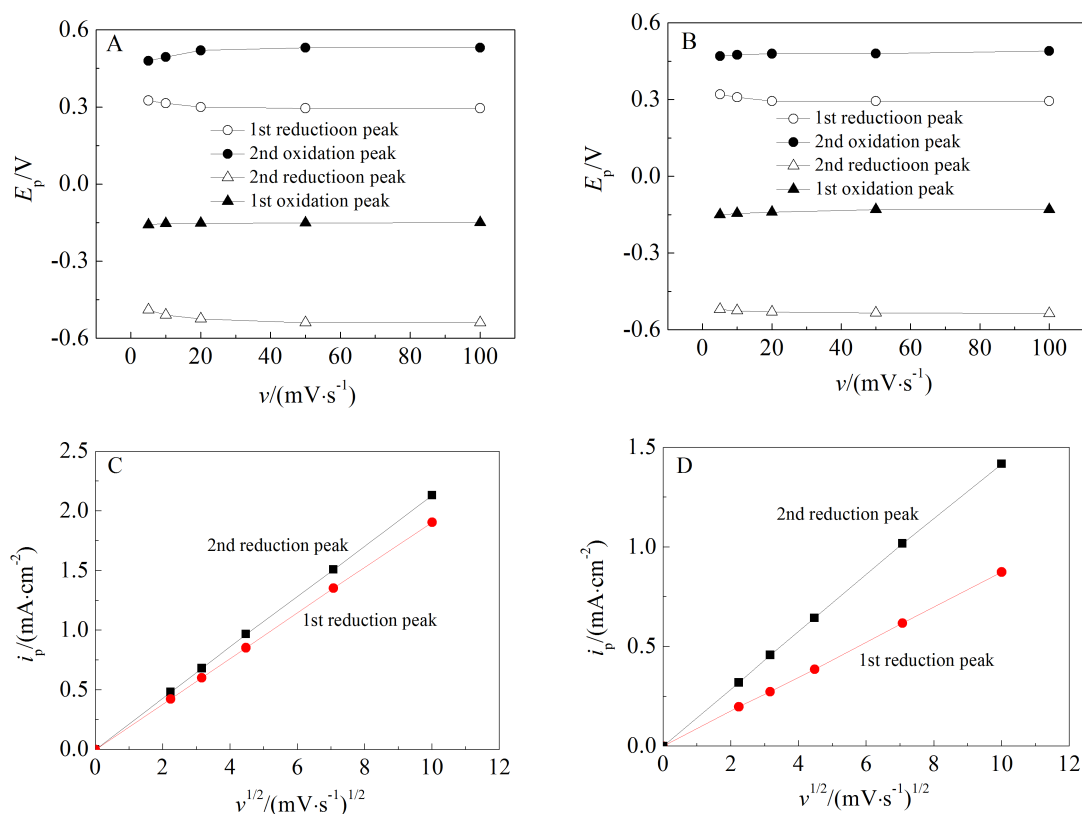 A
0.6
0.3
0.0
-0.3
-0.6
Ep/V
1st reductioon peak
2nd oxidation peak
2nd reductioon peak
1st oxidation peak
0 20 40 60 80 100
v/(mV·s-1)
B
0.6
0.3
0.0
-0.3
-0.6
Ep/V
1st reductioon peak
2nd oxidation peak
2nd reductioon peak
1st oxidation peak
0 20 40 60 80 100
v/(mV·s-1)
C
2.5
2.0
1.5
1.0
0.5
0.0
ip/(mA·cm-2)
2nd reduction peak
1st reduction peak
0 2 4 6 8 10 12
v1/2/(mV·s-1)1/2
D
1.5
1.0
0.5
0.0
ip/(mA·cm-2)
2nd reduction peak
1st reduction peak
0 2 4 6 8 10 12
v1/2/(mV·s-1)1/2